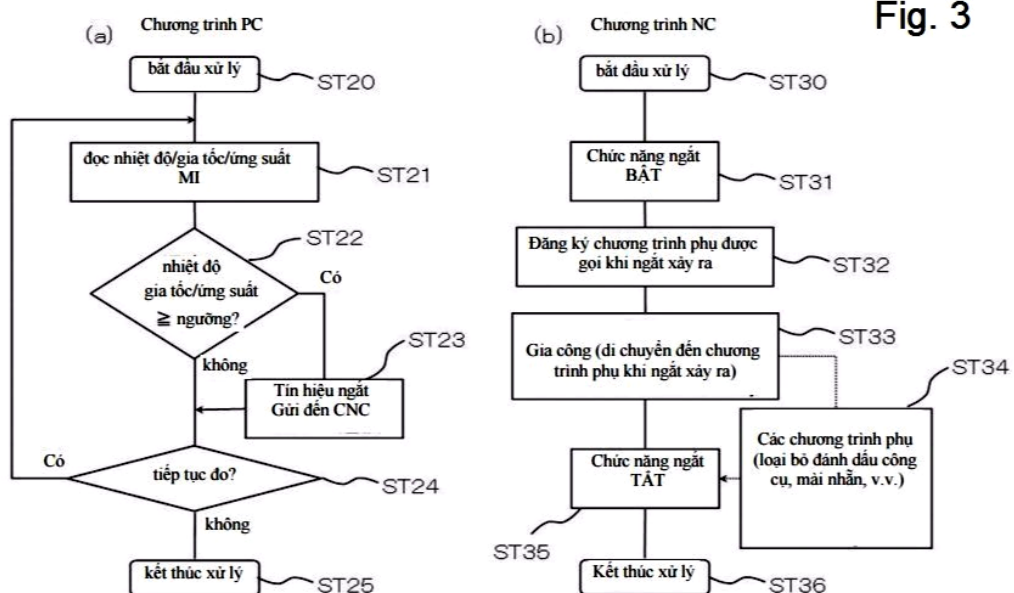 Fig. 3
(a)
Chương trình PC
bắt đầu xử lý
ST20
đọc nhiệt độ/gia tốc/ứng suất
MI
ST21
ST22
nhiệt độ
gia tốc/ứng suất
≧ ngưỡng?
Có
ST23
không
Tín hiệu ngắt
Gửi đến CNC
Có
tiếp tục đo?
ST24
không
kết thúc xử lý
ST25
(b)
Chương trình NC
bắt đầu xử lý
ST30
Chức năng ngắt
BẬT
ST31
Đăng ký chương trình phụ được
gọi khi ngắt xảy ra
ST32
ST33
Gia công (di chuyển đến chương
trình phụ khi ngắt xảy ra)
ST34
Các chương trình phụ
(loại bỏ đánh dấu công
cụ, mài nhẵn, v.v.)
Chức năng ngắt
TẮT
ST35
Kết thúc xử lý
ST36